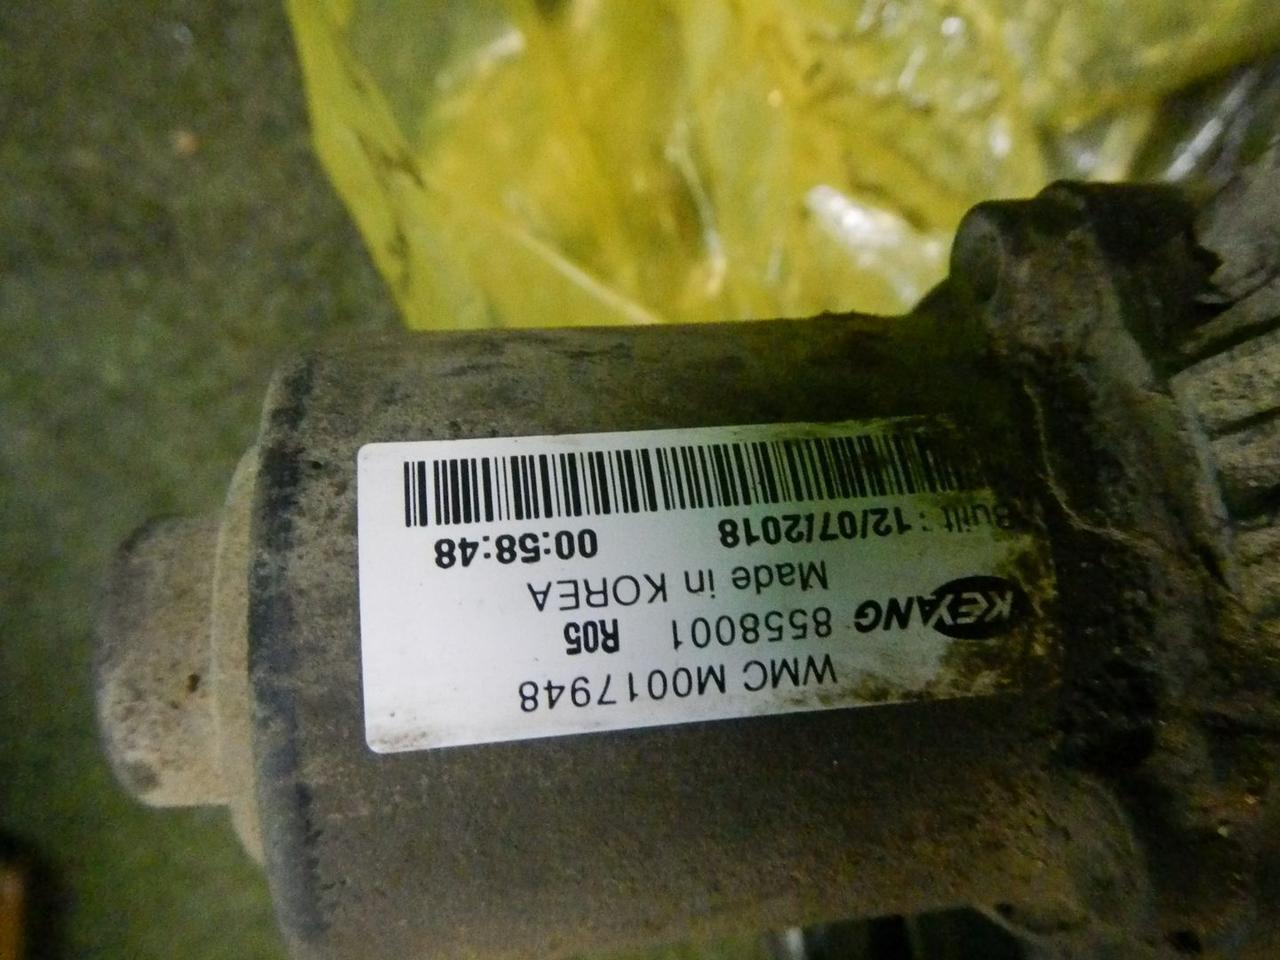 WMC M0017948
KEYANG 8558001 R05
Made in KOREA
Built : 12/07/2018 00:58:48